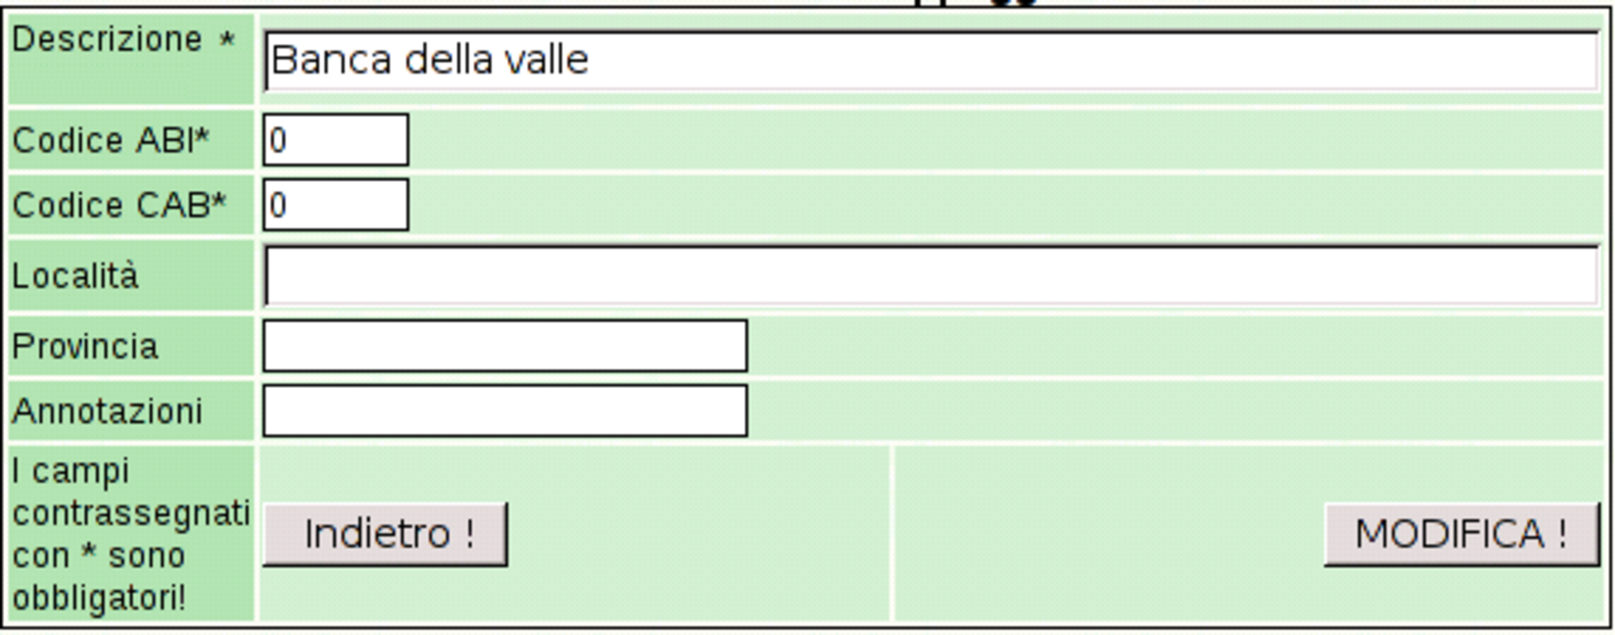 Descrizione *
Banca della valle
Codice ABI*
0
Codice CAB*
0
Località
Provincia
Annotazioni
I campi
contrassegnati
con * sono
obbligatori!
Indietro !
MODIFICA !